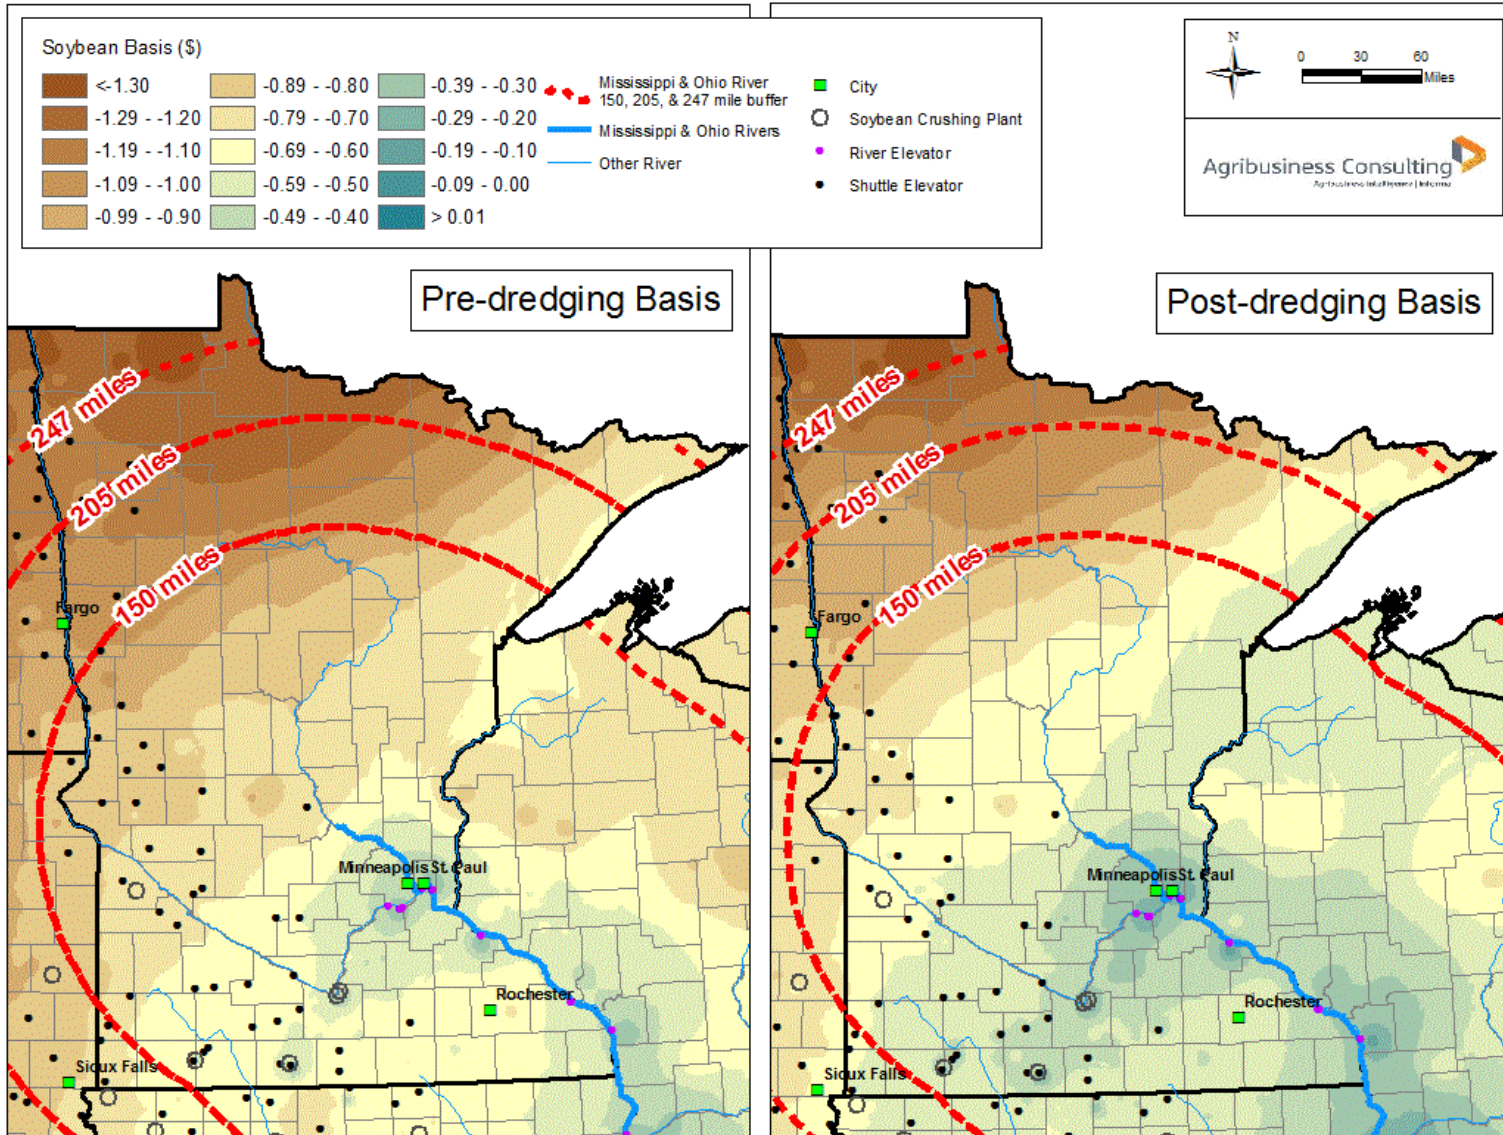 Soybean Basis ($)
<-1.30
-1.29 - -1.20
-1.19 - -1.10
-1.09 - -1.00
-0.99 - -0.90
-0.89 - -0.80
-0.79 - -0.70
-0.69 - -0.60
-0.59 - -0.50
-0.49 - -0.40
-0.39 - -0.30
-0.29 - -0.20
-0.19 - -0.10
-0.09 - 0.00
> 0.01
Mississippi & Ohio River
150, 205, & 247 mile buffer
Mississippi & Ohio Rivers
Other River
City
Soybean Crushing Plant
River Elevator
Shuttle Elevator
N
0 30 60
Miles
Agribusiness Consulting
Agribusiness Intelligence | Informa
Pre-dredging Basis
247 miles
205 miles
150 miles
Fargo
Minneapolis St. Paul
Rochester
Sioux Falls
Post-dredging Basis
247 miles
205 miles
150 miles
Fargo
Minneapolis St. Paul
Rochester
Sioux Falls